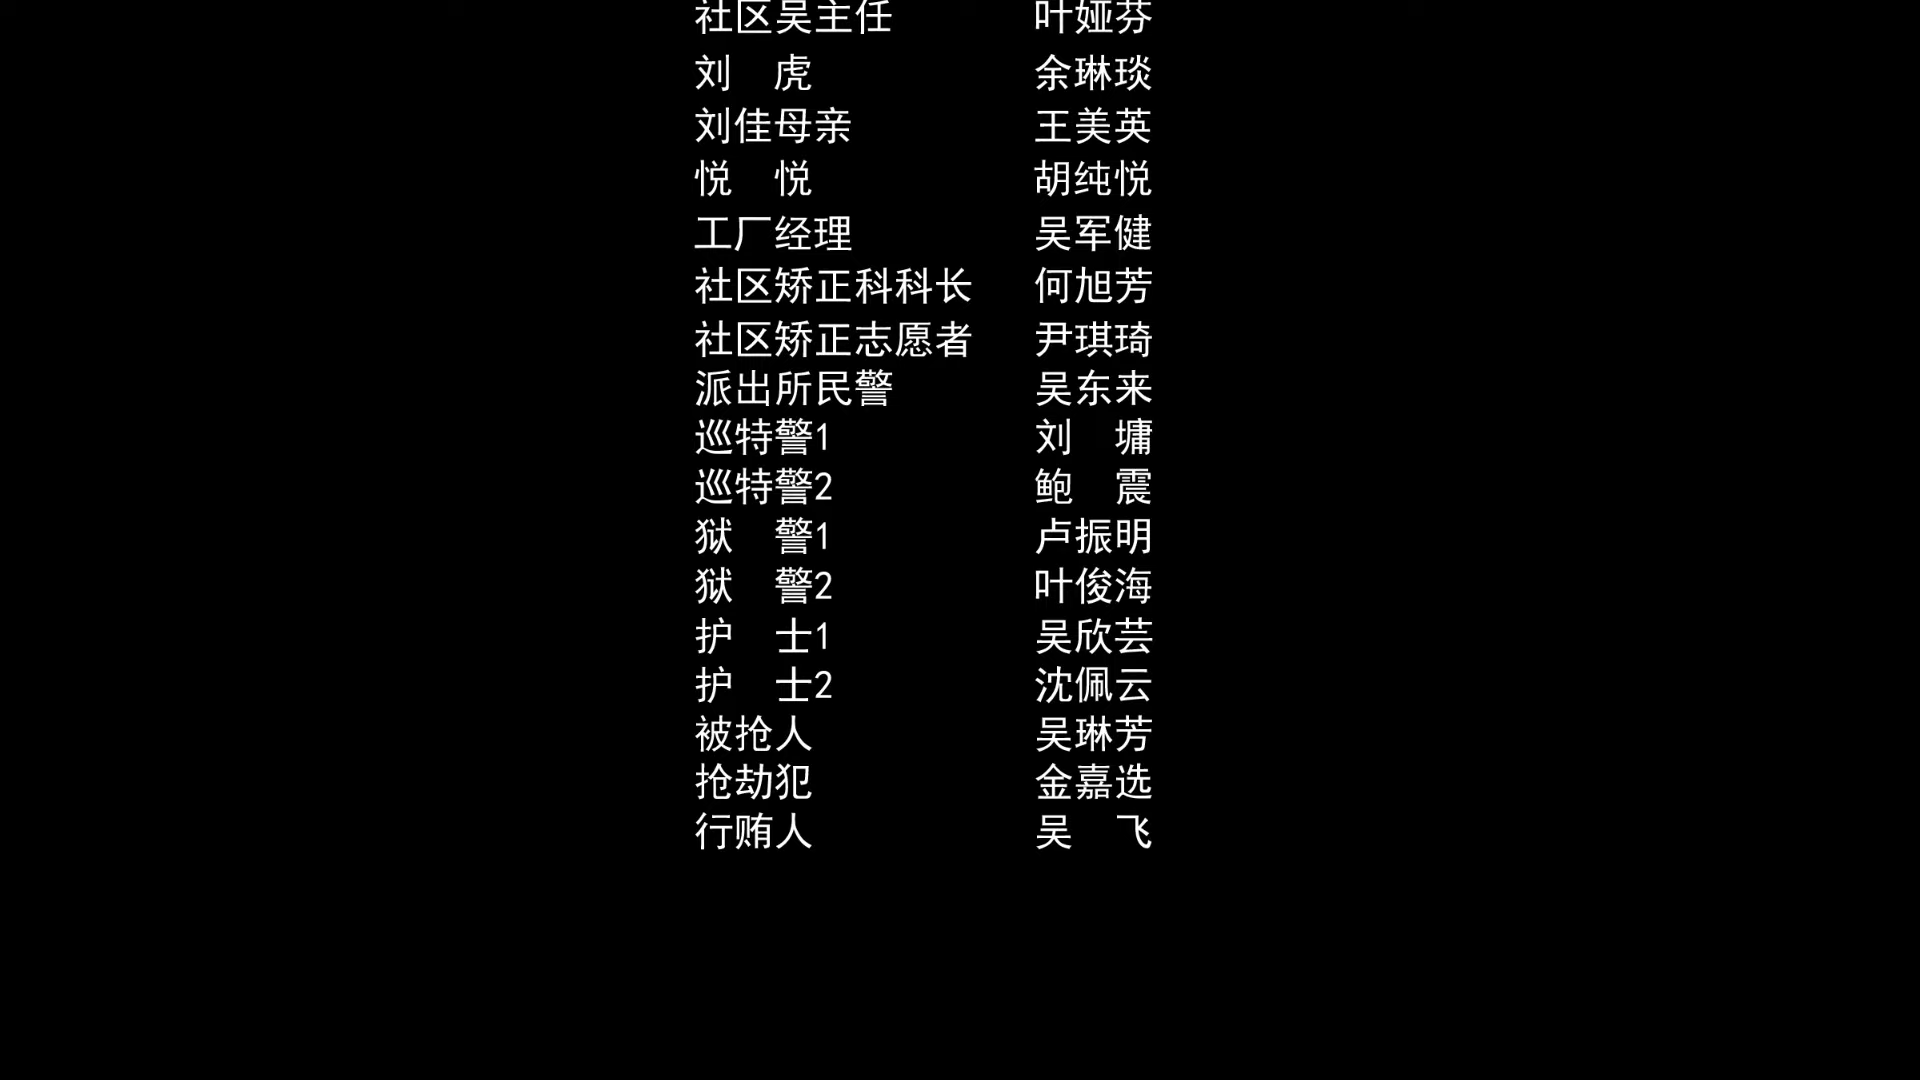 社区吴主任 叶娅芬
刘 虎 余琳琰
刘佳母亲 王美英
悦 悦 胡纯悦
工厂经理 吴军健
社区矫正科科长 何旭芳
社区矫正志愿者 尹琪琦
派出所民警 吴东来
巡特警1 刘 墉
巡特警2 鲍 震
狱 警1 卢振明
狱 警2 叶俊海
护 士1 吴欣芸
护 士2 沈佩云
被抢人 吴琳芳
抢劫犯 金嘉选
行贿人 吴 飞